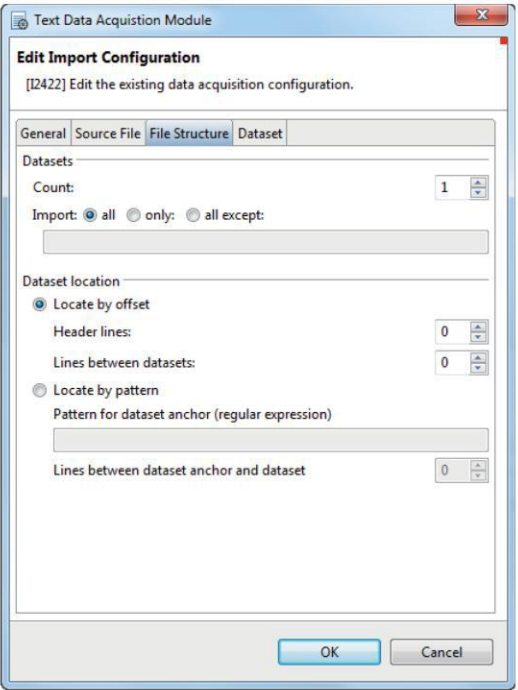 Text Data Acquistion Module
Edit Import Configuration
[I2422] Edit the existing data acquisition configuration.
General Source File File Structure Dataset
Datasets
Count: 1
Import: all only: all except:
Dataset location
Locate by offset
Header lines: 0
Lines between datasets: 0
Locate by pattern
Pattern for dataset anchor (regular expression)
Lines between dataset anchor and dataset 0
OK Cancel